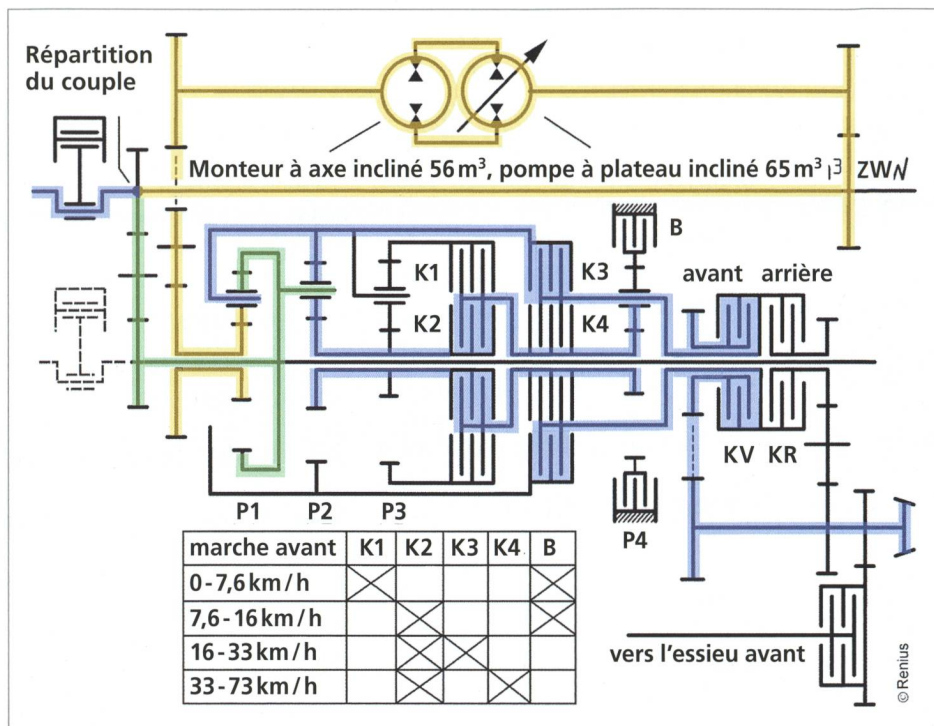 Répartition
du couple
Monteur à axe incliné 56 m³, pompe à plateau incliné 65 m³
ZWN
B
K1
K3
avant arrière
K2
K4
KV KR
P1 P2 P3
P4
marche avant K1 K2 K3 K4 B
0-7,6 km/h
7,6-16 km/h
16-33 km/h
33-73 km/h
vers l'essieu avant
© Renius